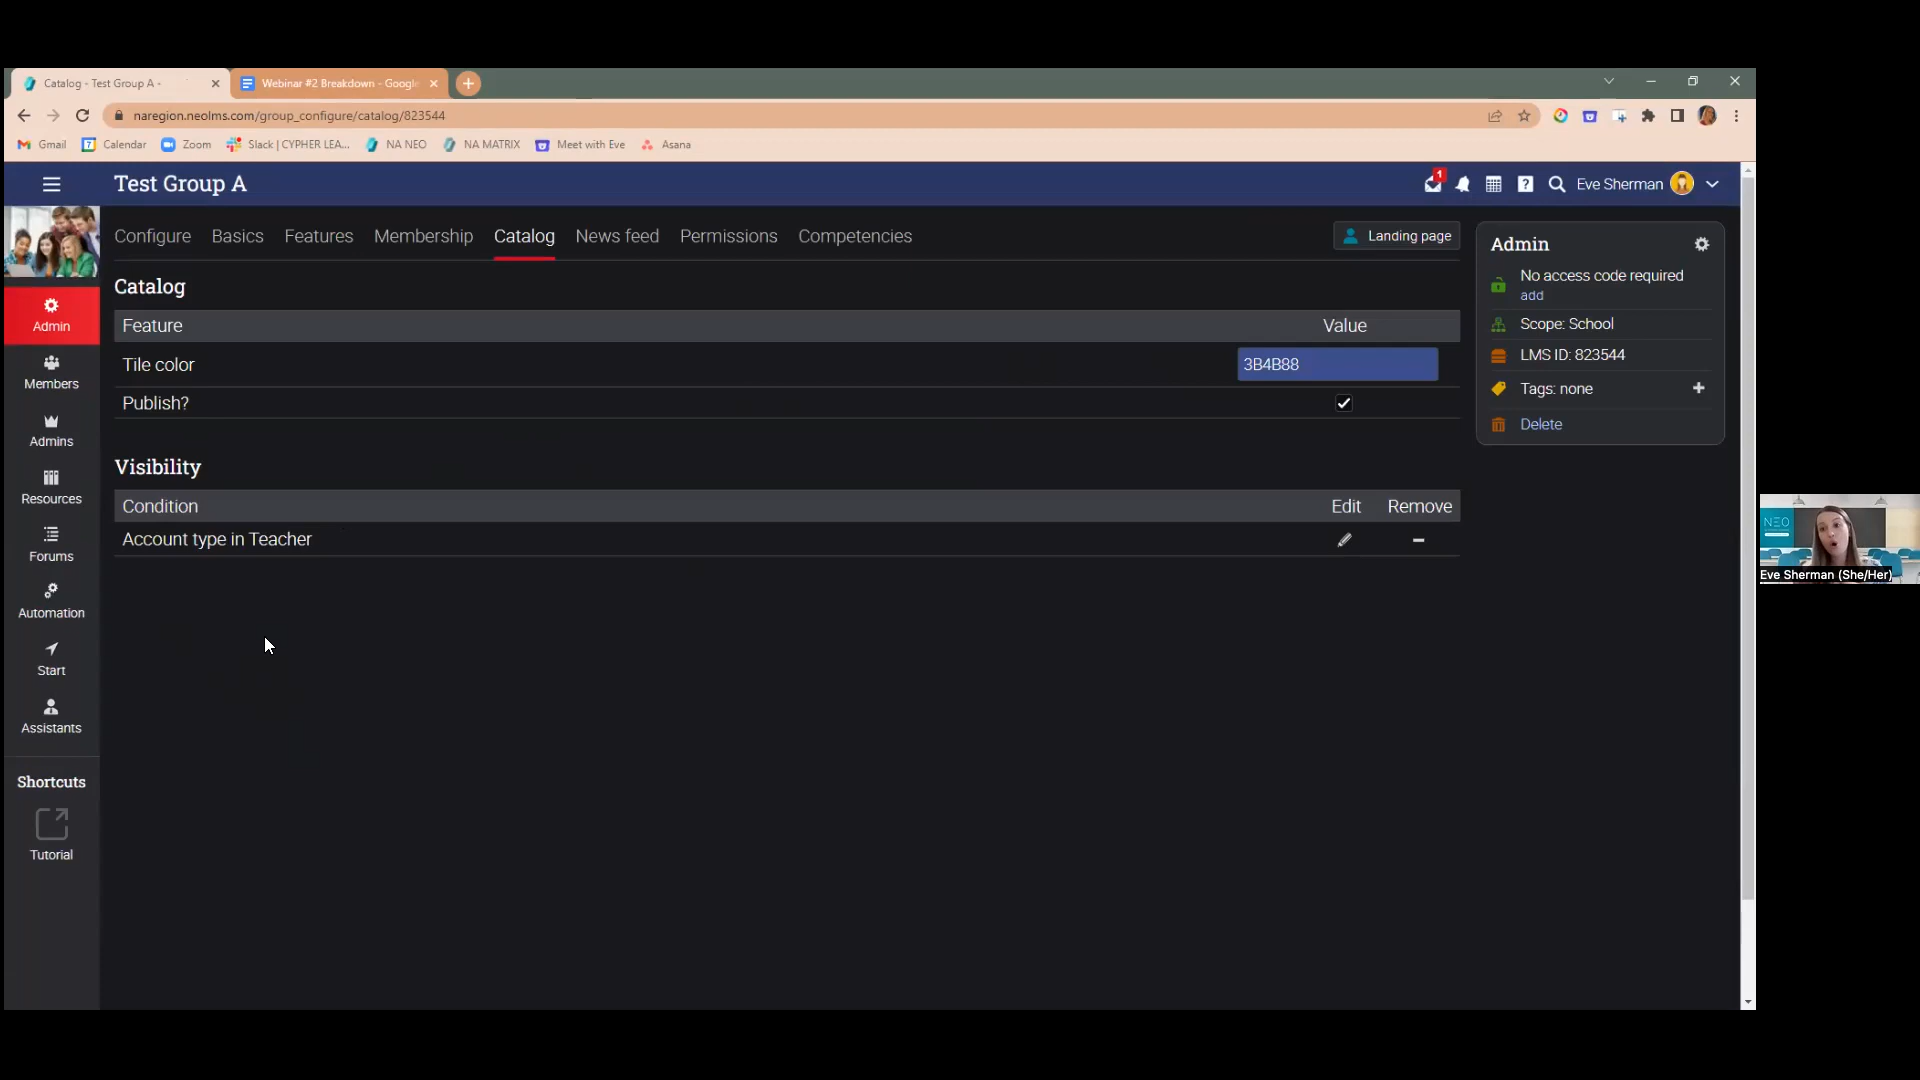 Catalog - Test Group A -
Webinar #2 Breakdown - Google
naregion.neolms.com/group_configure/catalog/823544
Gmail
Calendar
Zoom
Slack | CYPHER LEA...
NA NEO
NA MATRIX
Meet with Eve
Asana
Test Group A
1
Eve Sherman
Configure
Basics
Features
Membership
Catalog
News feed
Permissions
Competencies
Landing page
Admin
No access code required
add
Scope: School
LMS ID: 823544
Tags: none
Delete
Catalog
Feature
Value
Tile color
3B4B88
Publish?
Visibility
Condition
Edit
Remove
Account type in Teacher
Admin
Members
Admins
Resources
Forums
Automation
Start
Assistants
Shortcuts
Tutorial
NEO
Eve Sherman (She/Her)